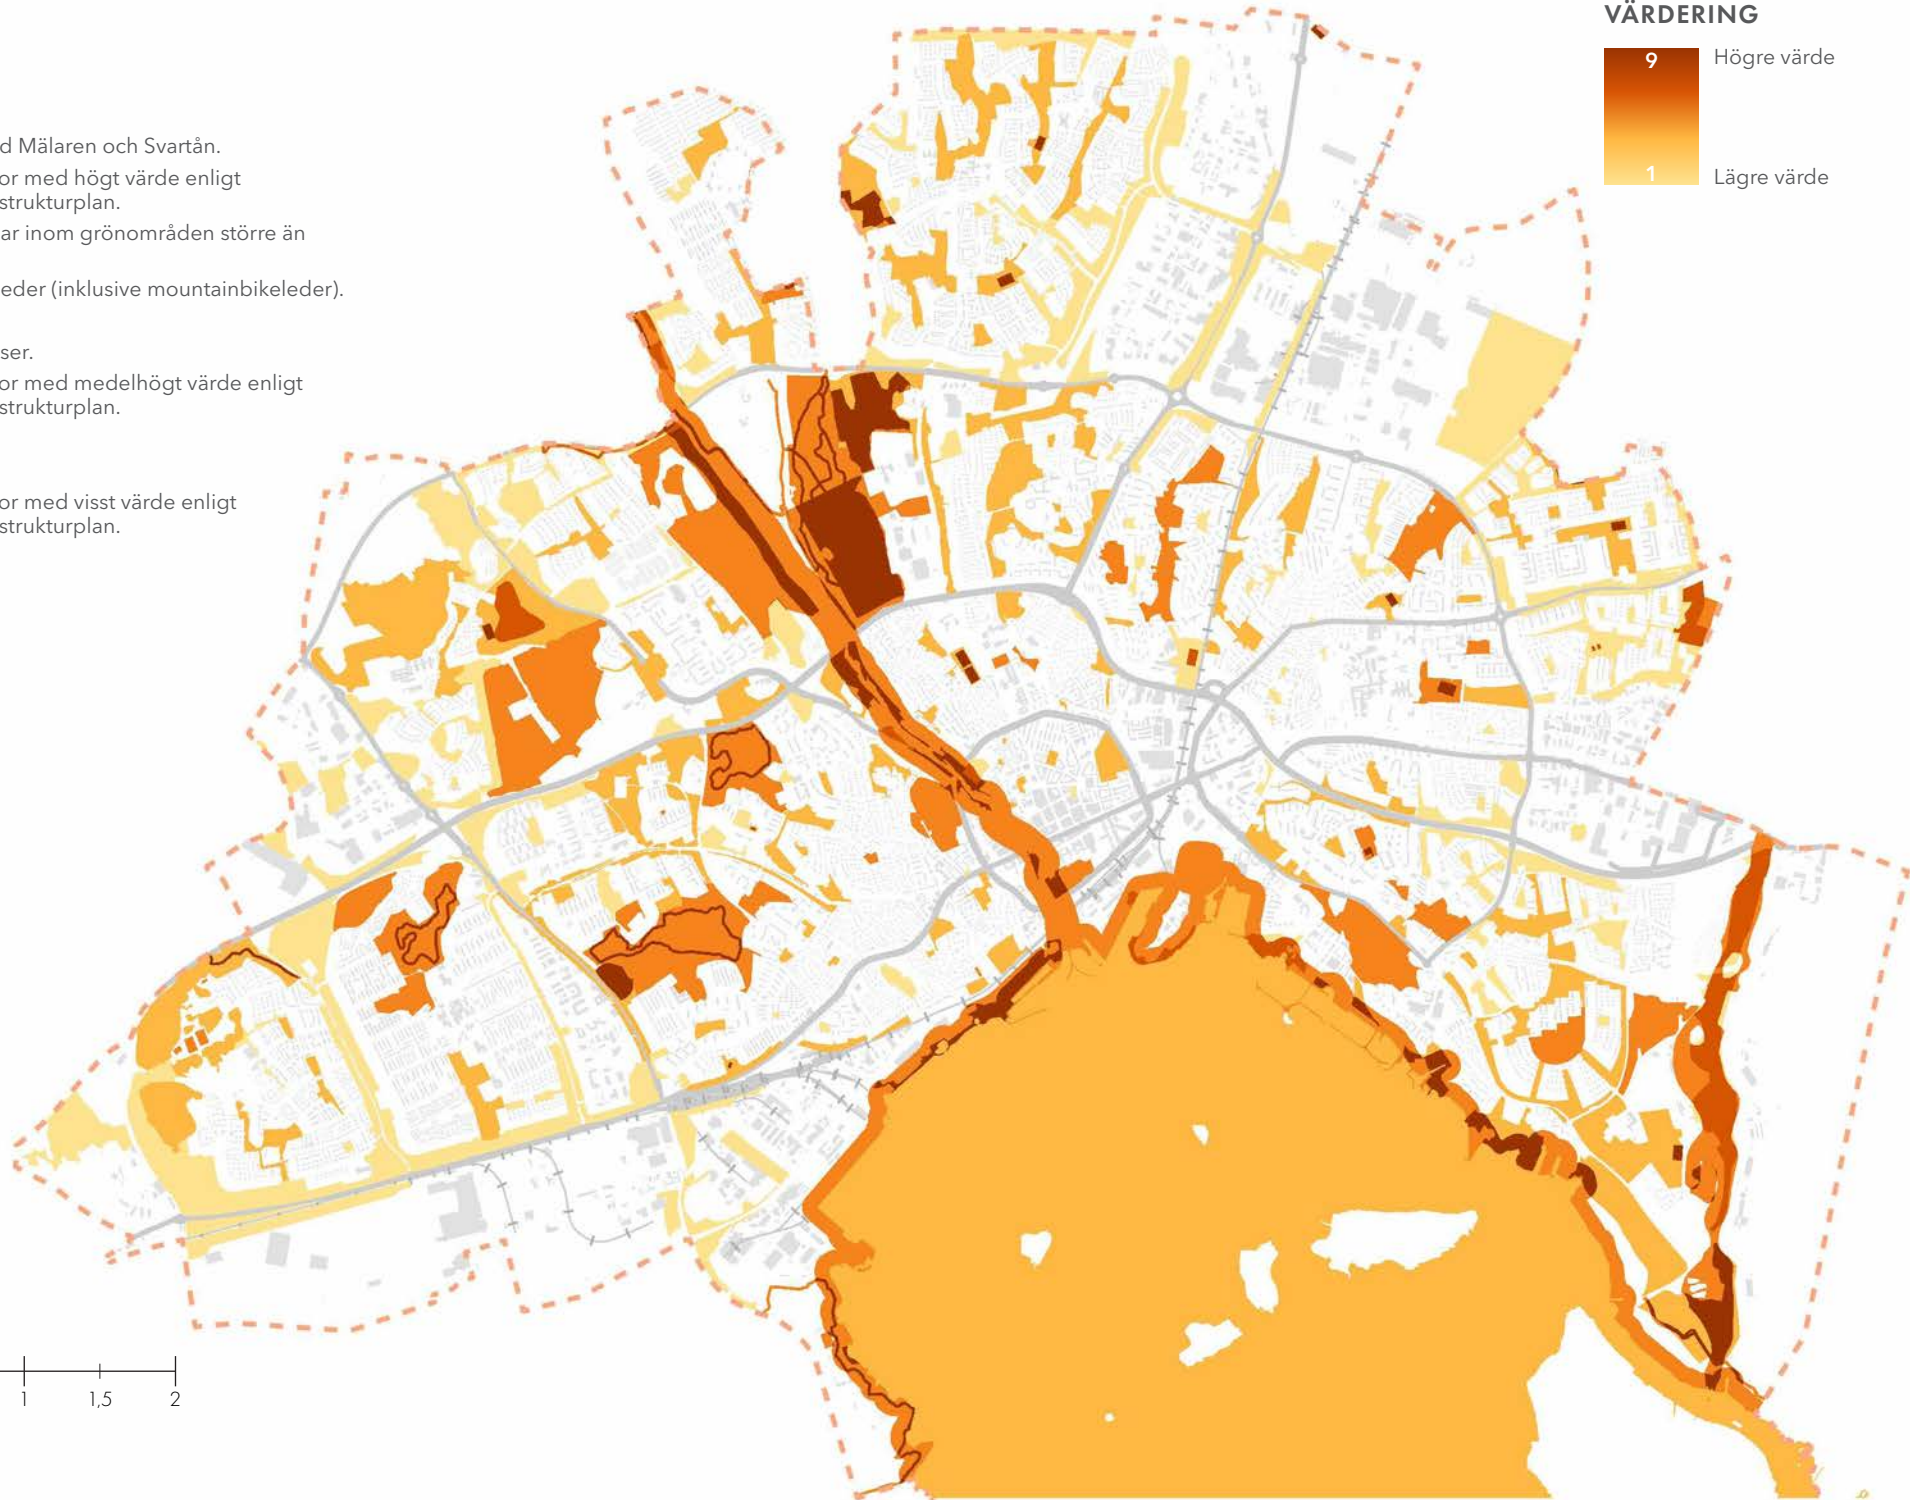 VÄRDERING
9
Högre värde
1
Lägre värde
d Mälaren och Svartån.
or med högt värde enligt
strukturplan.
ar inom grönområden större än
eder (inklusive mountainbikeleder).
ser.
or med medelhögt värde enligt
strukturplan.
or med visst värde enligt
strukturplan.
1
1,5
2